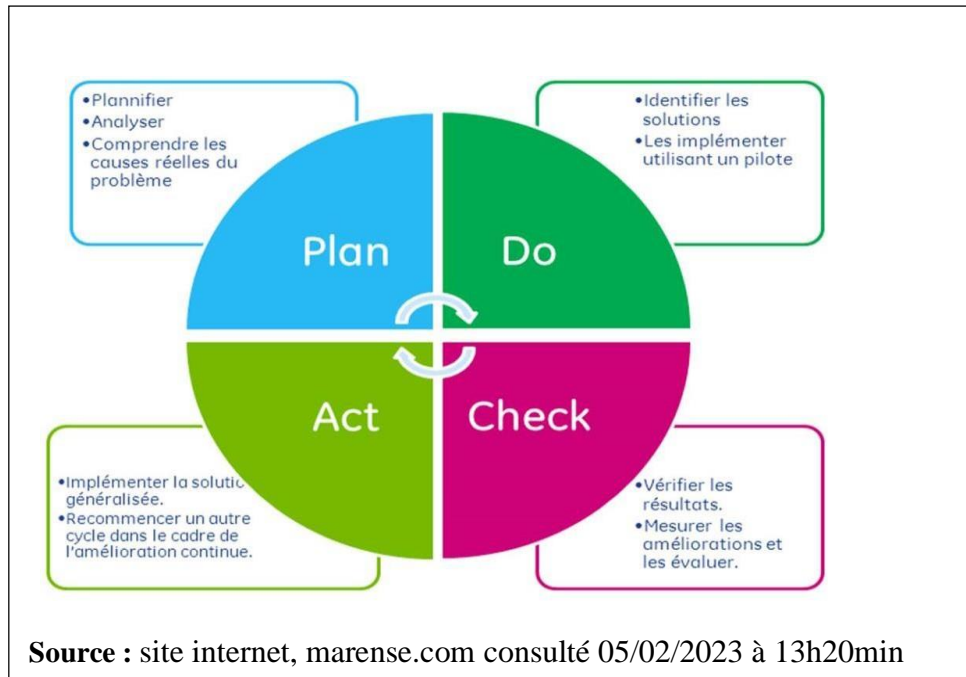 •Plannifier
•Analyser
•Comprendre les
causes réelles du
problème
Plan
•Identifier les
solutions
•Les implémenter
utilisant un pilote
Do
Act
•Implémenter la solutio
généralisée.
•Recommencer un autre
cycle dans le cadre de
l'amélioration continue.
Check
•Vérifier les
résultats.
•Mesurer les
améliorations et
les évaluer.
Source : site internet, marense.com consulté 05/02/2023 à 13h20min